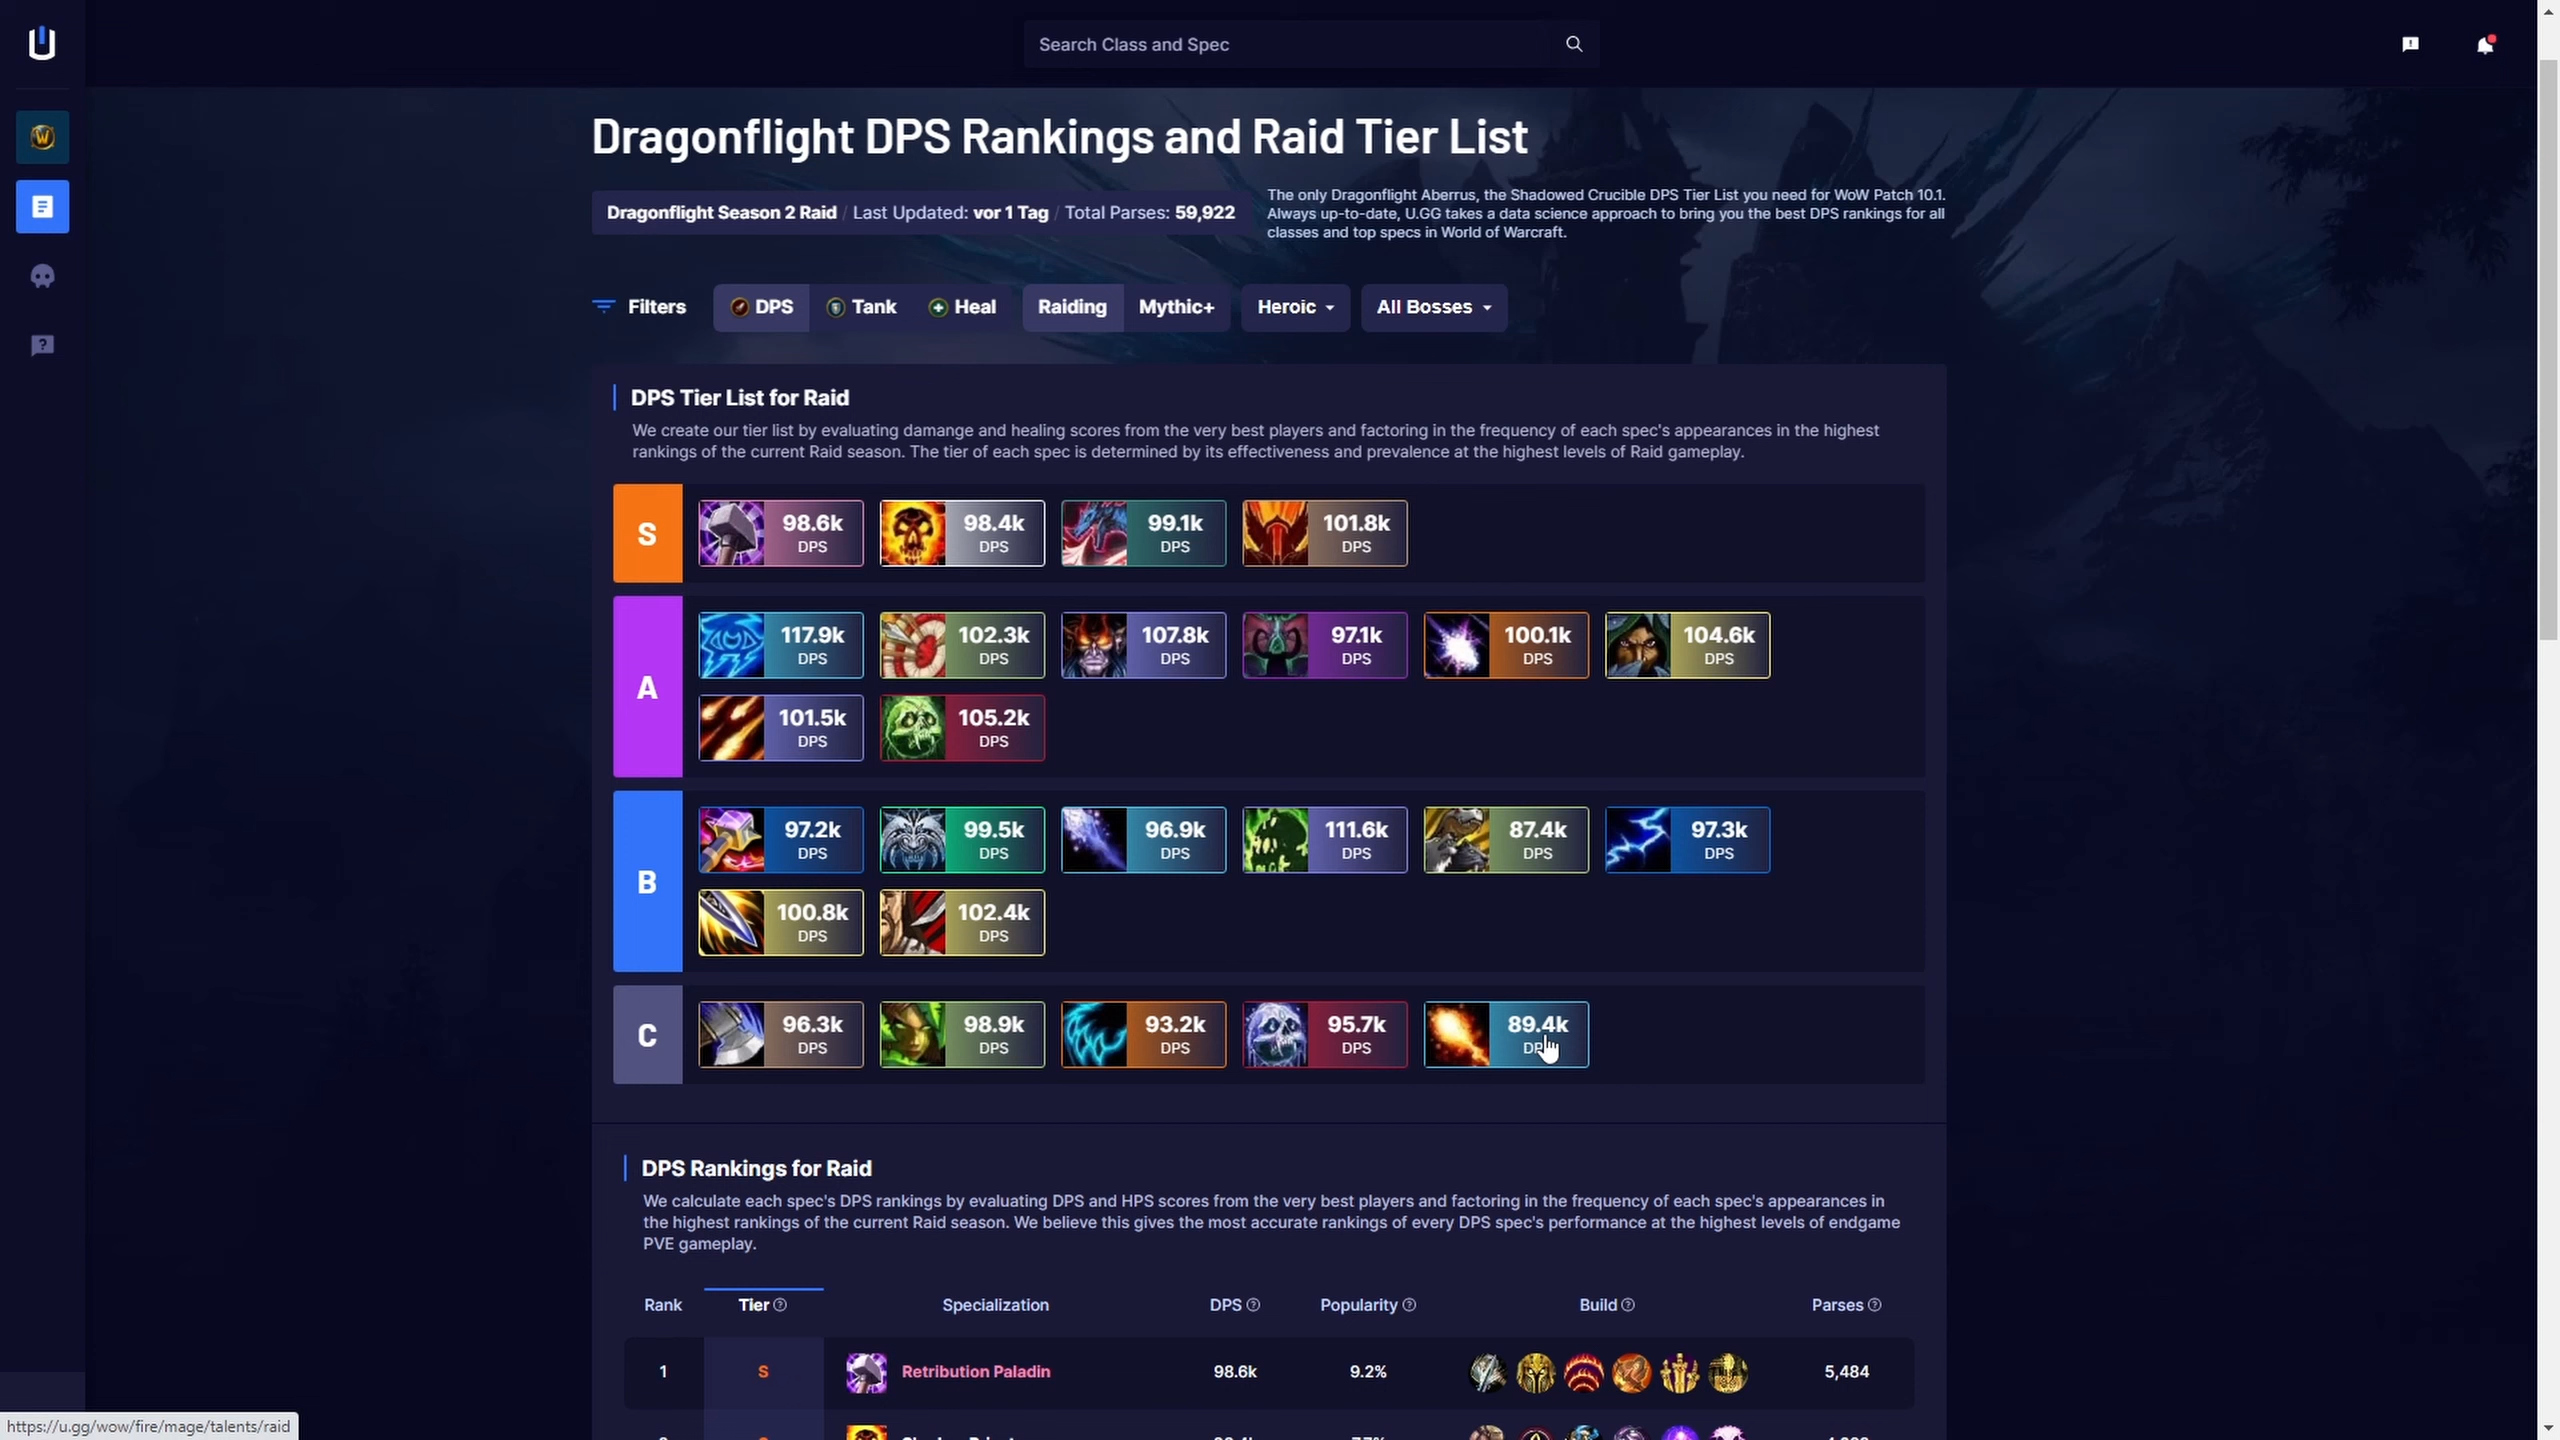 Search Class and Spec
Dragonflight DPS Rankings and Raid Tier List
Dragonflight Season 2 Raid / Last Updated: vor 1 Tag / Total Parses: 59,922
The only Dragonflight Aberrus, the Shadowed Crucible DPS Tier List you need for WoW Patch 10.1.
Always up-to-date, U.GG takes a data science approach to bring you the best DPS rankings for all
classes and top specs in World of Warcraft.
Filters DPS Tank Heal Raiding Mythic+ Heroic All Bosses
DPS Tier List for Raid
We create our tier list by evaluating damange and healing scores from the very best players and factoring in the frequency of each spec's appearances in the highest
rankings of the current Raid season. The tier of each spec is determined by its effectiveness and prevalence at the highest levels of Raid gameplay.
S
98.6k 98.4k 99.1k 101.8k
DPS DPS DPS DPS
A
117.9k 102.3k 107.8k 97.1k 100.1k 104.6k
DPS DPS DPS DPS DPS DPS
101.5k 105.2k
DPS DPS
B
97.2k 99.5k 96.9k 111.6k 87.4k 97.3k
DPS DPS DPS DPS DPS DPS
100.8k 102.4k
DPS DPS
C
96.3k 98.9k 93.2k 95.7k 89.4k
DPS DPS DPS DPS
DPS Rankings for Raid
We calculate each spec's DPS rankings by evaluating DPS and HPS scores from the very best players and factoring in the frequency of each spec's appearances in
the highest rankings of the current Raid season. We believe this gives the most accurate rankings of every DPS spec's performance at the highest levels of endgame
PVE gameplay.
Rank Tier Specialization DPS Popularity Build Parses
1 S Retribution Paladin 98.6k 9.2% 5,484
https://u.gg/wow/fire/mage/talents/raid